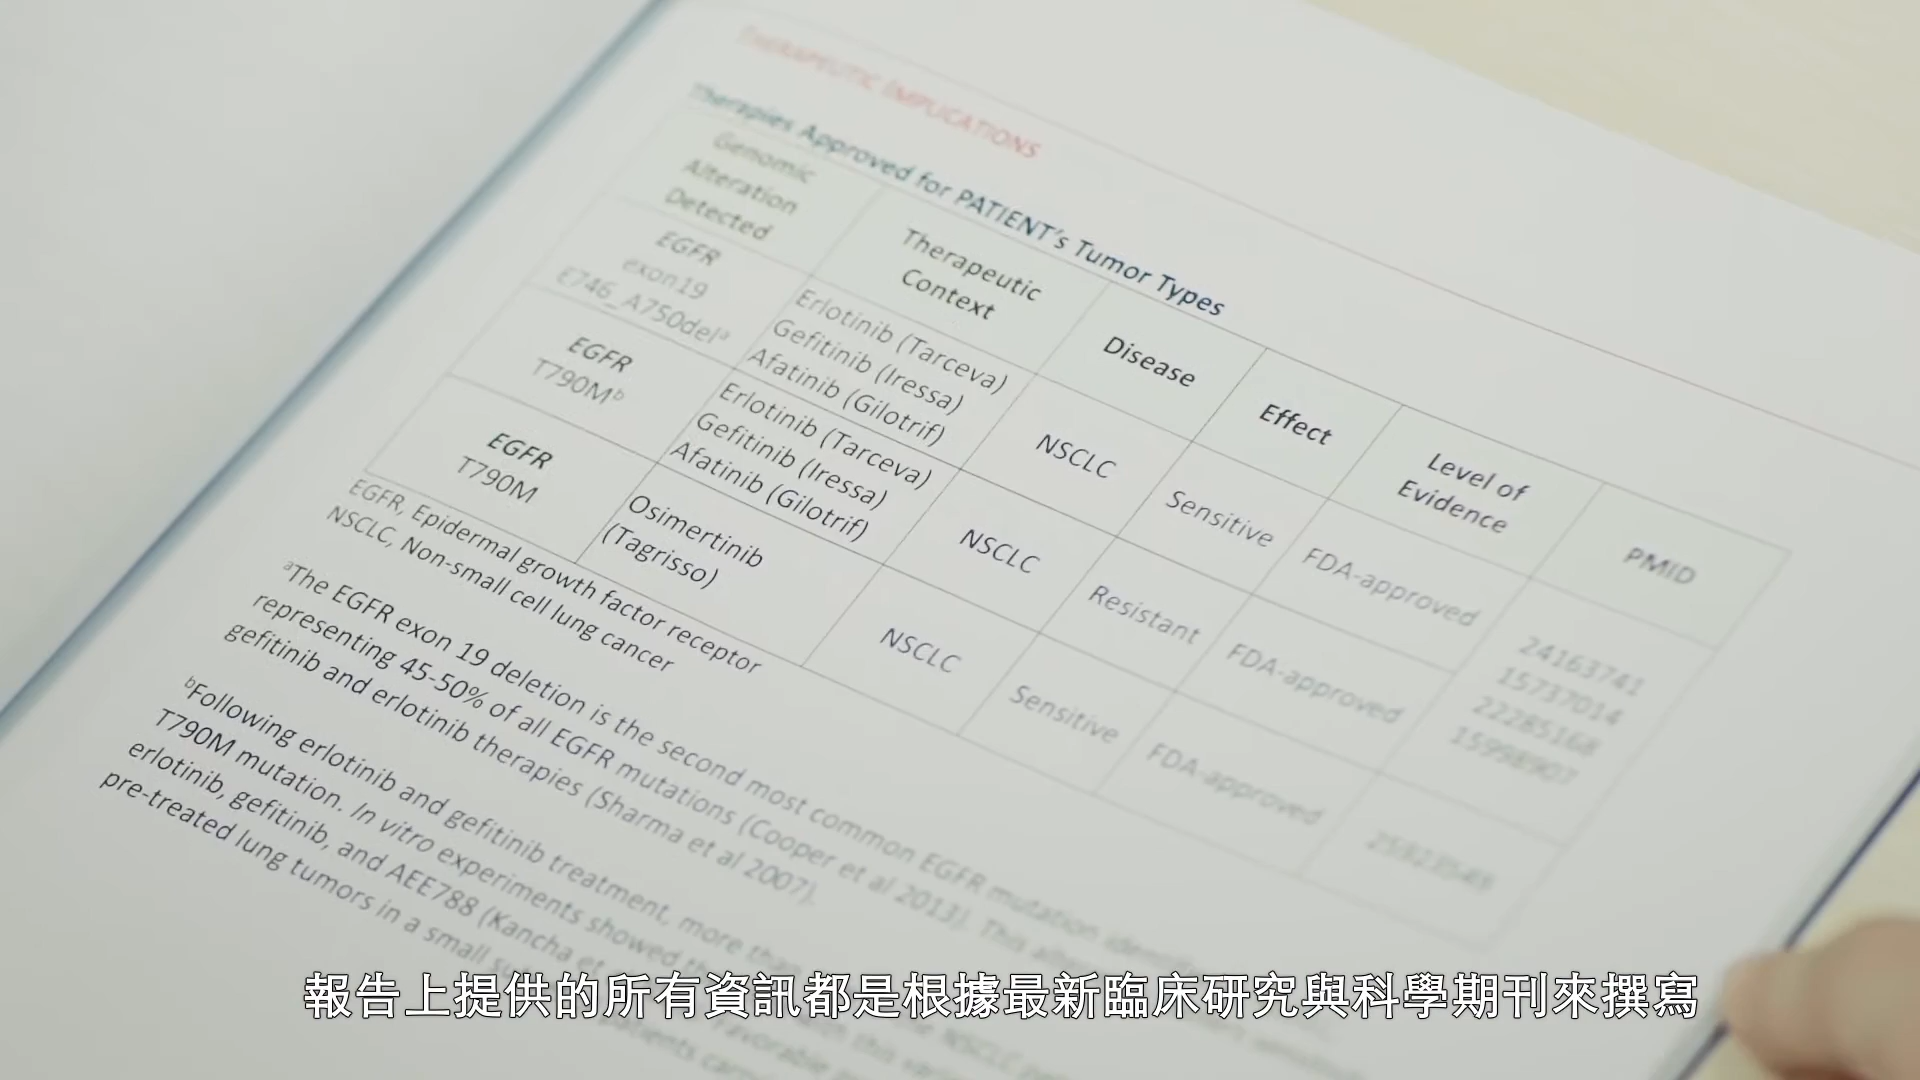 THERAPEUTIC IMPLICATIONS
Therapies Approved for PATIENT's Tumor Types
Genomic
Alteration
Detected
Therapeutic
Context
Disease
Effect
Level of
Evidence
PMID
EGFR
exon19
E746_A750delᵃ
Erlotinib (Tarceva)
Gefitinib (Iressa)
Afatinib (Gilotrif)
NSCLC
Sensitive
FDA-approved
24163741
15737014
22285168
15998907
EGFR
T790Mᵇ
Erlotinib (Tarceva)
Gefitinib (Iressa)
Afatinib (Gilotrif)
NSCLC
Resistant
FDA-approved
EGFR
T790M
Osimertinib
(Tagrisso)
NSCLC
Sensitive
FDA-approved
EGFR, Epidermal growth factor receptor
NSCLC, Non-small cell lung cancer
ᵃThe EGFR exon 19 deletion is the second most common EGFR mutation
representing 45-50% of all EGFR mutations (Cooper et al 2013). This
gefitinib and erlotinib therapies (Sharma et al 2007).
ᵇFollowing erlotinib and gefitinib treatment, more
T790M mutation. In vitro experiments showed
erlotinib, gefitinib, and AEE788 (Kancha et
pre-treated lung tumors in a small
報告上提供的所有資訊都是根據最新臨床研究與科學期刊來撰寫